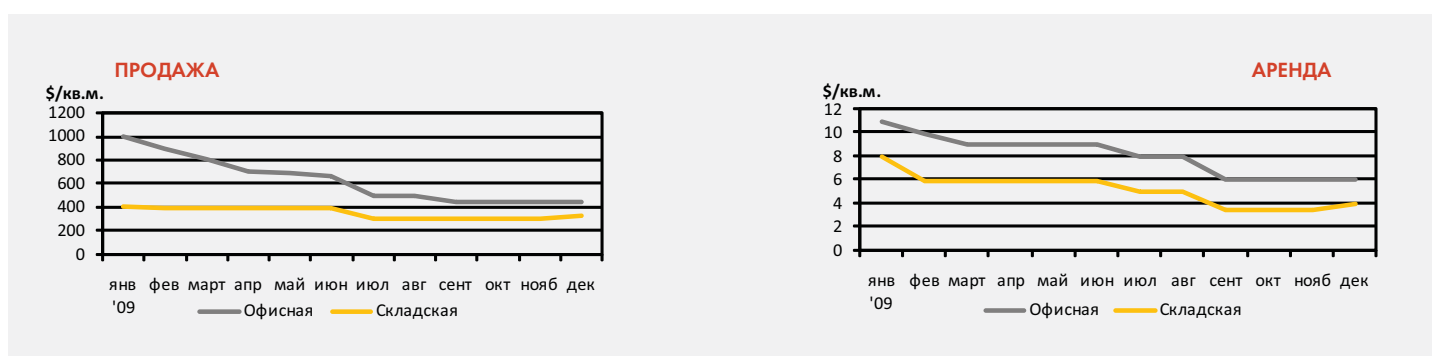 ПРОДАЖА
$/кв.м.
1200
1000
800
600
400
200
0
янв фев март апр май июн июл авг сент окт нояб дек
'09
Офисная Складская
АРЕНДА
$/кв.м.
12
10
8
6
4
2
0
янв фев март апр май июн июл авг сент окт нояб дек
'09
Офисная Складская